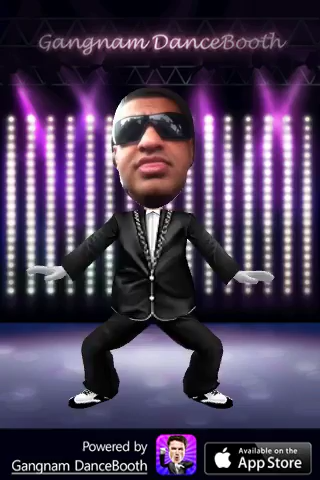 Gangnam DanceBooth
Powered by
Gangnam DanceBooth
Available on the
App Store